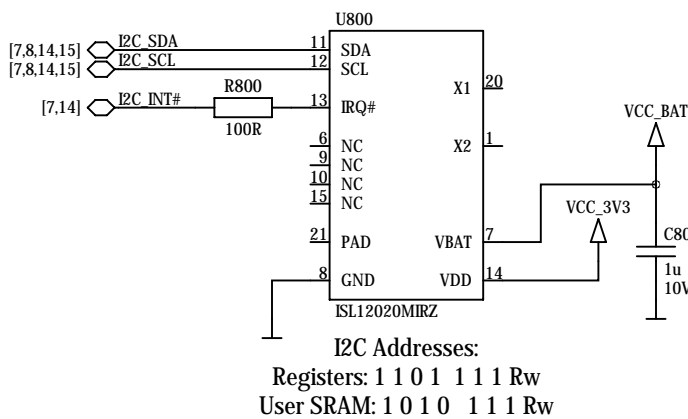 U800
[7,8,14,15] I2C_SDA 11 SDA
[7,8,14,15] I2C_SCL 12 SCL
X1 20
R800
[7,14] I2C_INT# 13 IRQ#
100R
VCC_BAT
6 NC
X2 1
9 NC
10 NC
15 NC
VCC_3V3
21 PAD
VBAT 7
C80
1u
8 GND
VDD 14
10V
ISL12020MIRZ
I2C Addresses:
Registers: 1 1 0 1 1 1 1 Rw
User SRAM: 1 0 1 0 1 1 1 Rw